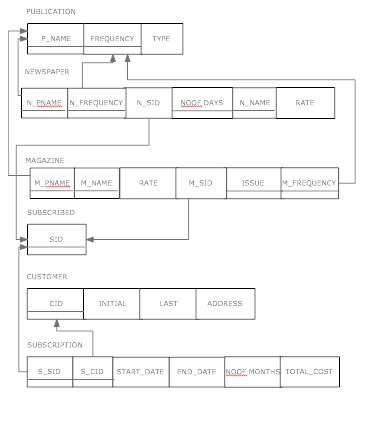 PUBLICATION
P_NAME FREQUENCY TYPE
NEWSPAPER
N_PNAME N_FREQUENCY N_SID NOOF DAYS N_NAME RATE
MAGAZINE
M_PNAME M_NAME RATE M_SID ISSUE M_FREQUENCY
SUBSCRIBED
SID
CUSTOMER
CID INITIAL LAST ADDRESS
SUBSCRIPTION
S_SID S_CID START_DATE END_DATE NOOF MONTHS TOTAL_COST